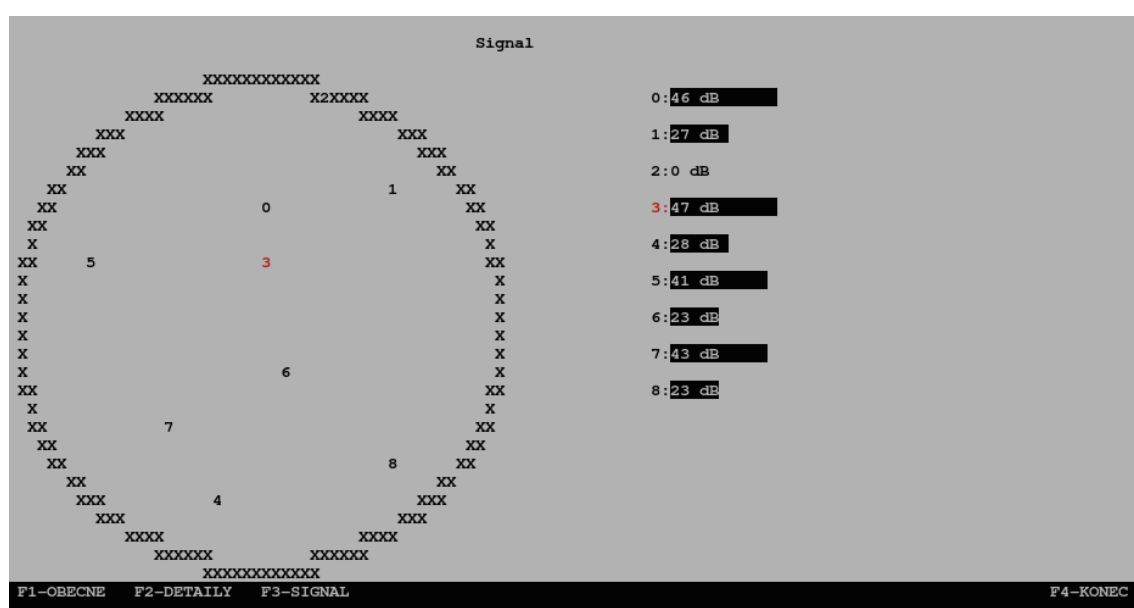 Signal
XXXXXXXXXXXX
XXXXXX X2XXXX 0:46 dB
XXXX XXXX
XXX XXX 1:27 dB
XXX XXX
XX XX 2:0 dB
XX 1 XX
XX 0 XX 3:47 dB
XX XX
X X 4:28 dB
XX 5 3 XX
X X 5:41 dB
X X
X X 6:23 dB
X X
X X 7:43 dB
X 6 X
XX XX 8:23 dB
X X
XX 7 XX
XX XX
XX 8 XX
XX XX
XXX 4 XXX
XXX XXX
XXXX XXXX
XXXXXX XXXXXX
XXXXXXXXXXXX
F1-OBECNE F2-DETAILY F3-SIGNAL F4-KONEC